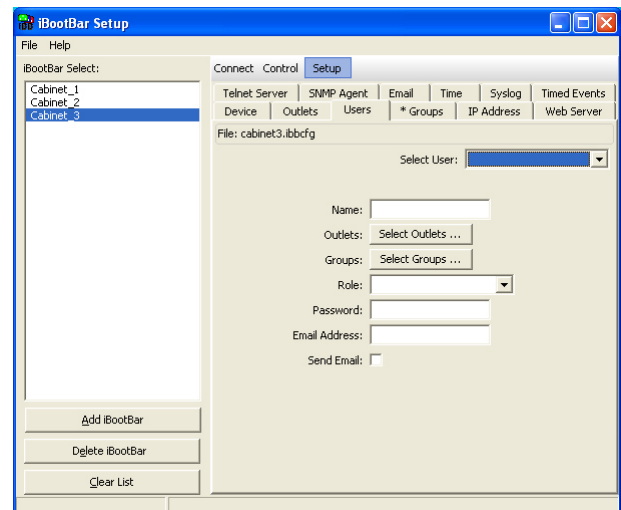 iBootBar Setup
File Help
iBootBar Select:
Cabinet_1
Cabinet_2
Cabinet_3
Add iBootBar
Delete iBootBar
Clear List
Connect Control Setup
Telnet Server SNMP Agent Email Time Syslog Timed Events
Device Outlets Users * Groups IP Address Web Server
File: cabinet3.ibbcfg
Select User:
Name:
Outlets: Select Outlets ...
Groups: Select Groups ...
Role:
Password:
Email Address:
Send Email: